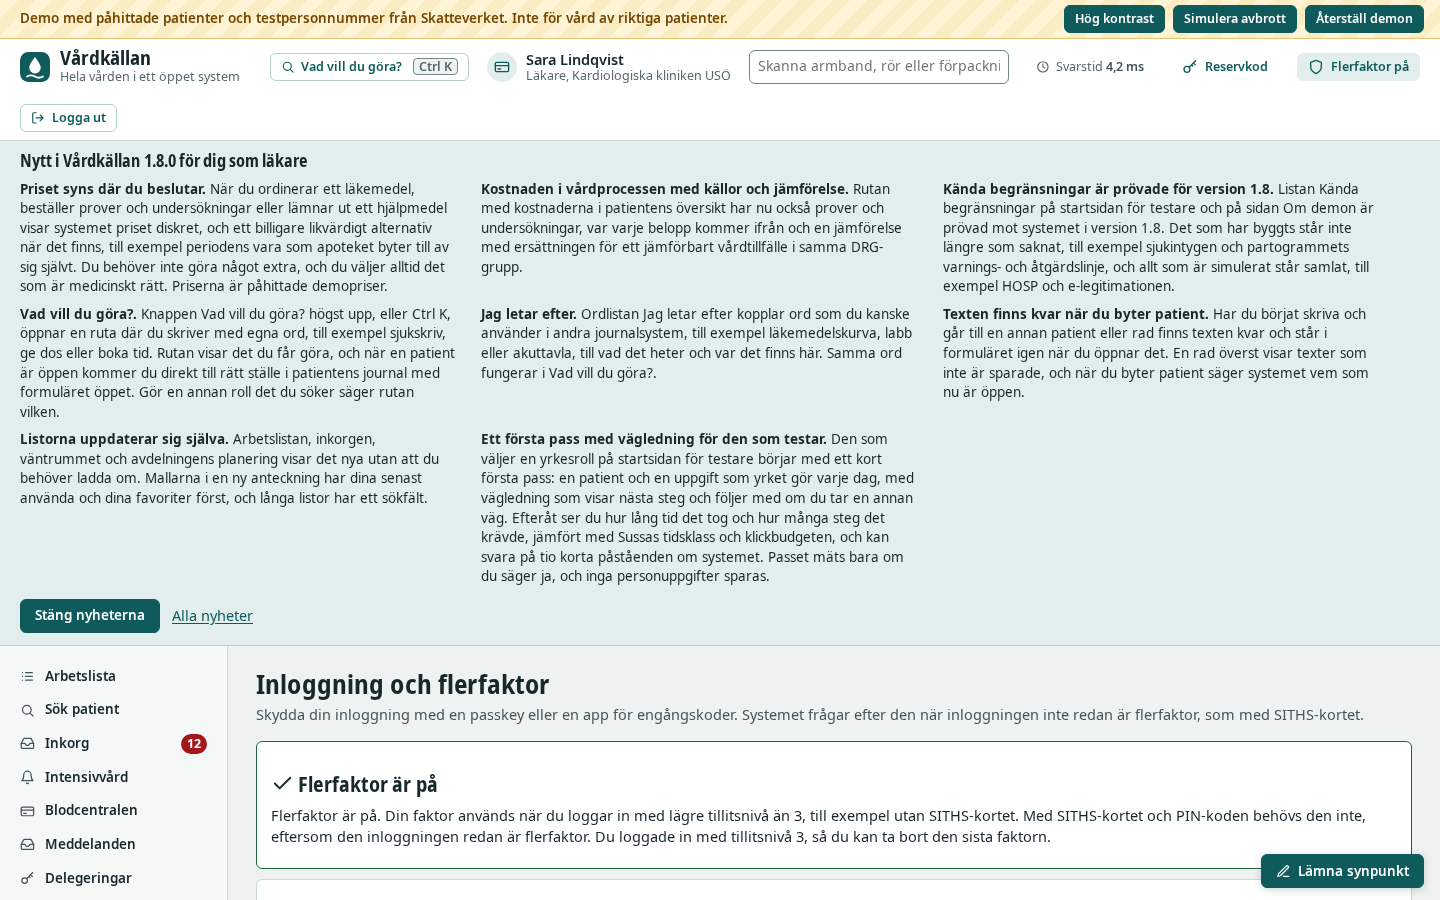 Demo med påhittade patienter och testpersonnummer från Skatteverket. Inte för vård av riktiga patienter.
Hög kontrast
Simulera avbrott
Återställ demon
Vårdkällan
Hela vården i ett öppet system
Vad vill du göra?
Ctrl K
Sara Lindqvist
Läkare, Kardiologiska kliniken USÖ
Skanna armband, rör eller förpackni
Svarstid 4,2 ms
Reservkod
Flerfaktor på
Logga ut
Nytt i Vårdkällan 1.8.0 för dig som läkare
Priset syns där du beslutar. När du ordinerar ett läkemedel,
beställer prover och undersökningar eller lämnar ut ett hjälpmedel
visar systemet priset diskret, och ett billigare likvärdigt alternativ
när det finns, till exempel periodens vara som apoteket byter till av
sig självt. Du behöver inte göra något extra, och du väljer alltid det
som är medicinskt rätt. Priserna är påhittade demopriser.
Kostnaden i vårdprocessen med källor och jämförelse. Rutan
med kostnaderna i patientens översikt har nu också prover och
undersökningar, var varje belopp kommer ifrån och en jämförelse
med ersättningen för ett jämförbart vårdtillfälle i samma DRG-
grupp.
Kända begränsningar är prövade för version 1.8. Listan Kända
begränsningar på startsidan för testare och på sidan Om demon är
prövad mot systemet i version 1.8. Det som har byggts står inte
längre som saknat, till exempel sjukintygen och partogrammets
varnings- och åtgärdslinje, och allt som är simulerat står samlat, till
exempel HOSP och e-legitimationen.
Vad vill du göra?. Knappen Vad vill du göra? högst upp, eller Ctrl K,
öppnar en ruta där du skriver med egna ord, till exempel sjukskriv,
ge dos eller boka tid. Rutan visar det du får göra, och när en patient
är öppen kommer du direkt till rätt ställe i patientens journal med
formuläret öppet. Gör en annan roll det du söker säger rutan
vilken.
Jag letar efter. Ordlistan Jag letar efter kopplar ord som du kanske
använder i andra journalsystem, till exempel läkemedelskurva, labb
eller akuttavla, till vad det heter och var det finns här. Samma ord
fungerar i Vad vill du göra?.
Texten finns kvar när du byter patient. Har du börjat skriva och
går till en annan patient eller rad finns texten kvar och står i
formuläret igen när du öppnar det. En rad överst visar texter som
inte är sparade, och när du byter patient säger systemet vem som
nu är öppen.
Listorna uppdaterar sig själva. Arbetslistan, inkorgen,
väntrummet och avdelningens planering visar det nya utan att du
behöver ladda om. Mallarna i en ny anteckning har dina senast
använda och dina favoriter först, och långa listor har ett sökfält.
Ett första pass med vägledning för den som testar. Den som
väljer en yrkesroll på startsidan för testare börjar med ett kort
första pass: en patient och en uppgift som yrket gör varje dag, med
vägledning som visar nästa steg och följer med om du tar en annan
väg. Efteråt ser du hur lång tid det tog och hur många steg det
krävde, jämfört med Sussas tidsklass och klickbudgeten, och kan
svara på tio korta påståenden om systemet. Passet mäts bara om
du säger ja, och inga personuppgifter sparas.
Stäng nyheterna
Alla nyheter
Arbetslista
Sök patient
Inkorg
12
Intensivvård
Blodcentralen
Meddelanden
Delegeringar
Inloggning och flerfaktor
Skydda din inloggning med en passkey eller en app för engångskoder. Systemet frågar efter den när inloggningen inte redan är flerfaktor, som med SITHS-kortet.
Flerfaktor är på
Flerfaktor är på. Din faktor används när du loggar in med lägre tillitsnivå än 3, till exempel utan SITHS-kortet. Med SITHS-kortet och PIN-koden behövs den inte,
eftersom den inloggningen redan är flerfaktor. Du loggade in med tillitsnivå 3, så du kan ta bort den sista faktorn.
Lämna synpunkt